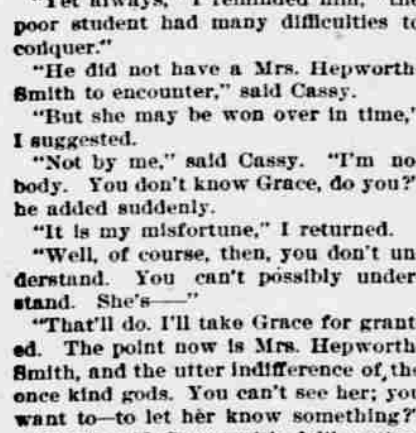 "Yet always," I reminded him, "the
poor student had many difficulties to
conquer."
"He did not have a Mrs. Hepworth
Smith to encounter," said Cassy.
"But she may be won over in time,"
I suggested.
"Not by me," said Cassy. "I'm no
body. You don't know Grace, do you?"
he added suddenly.
"It is my misfortune," I returned.
"Well, of course, then, you don't un
derstand. You can't possibly under
stand. She's—"
"That'll do. I'll take Grace for grant
ed. The point now is Mrs. Hepworth
Smith, and the utter indifference of the
once kind gods. You can't see her; you
want to—to let her know something?"